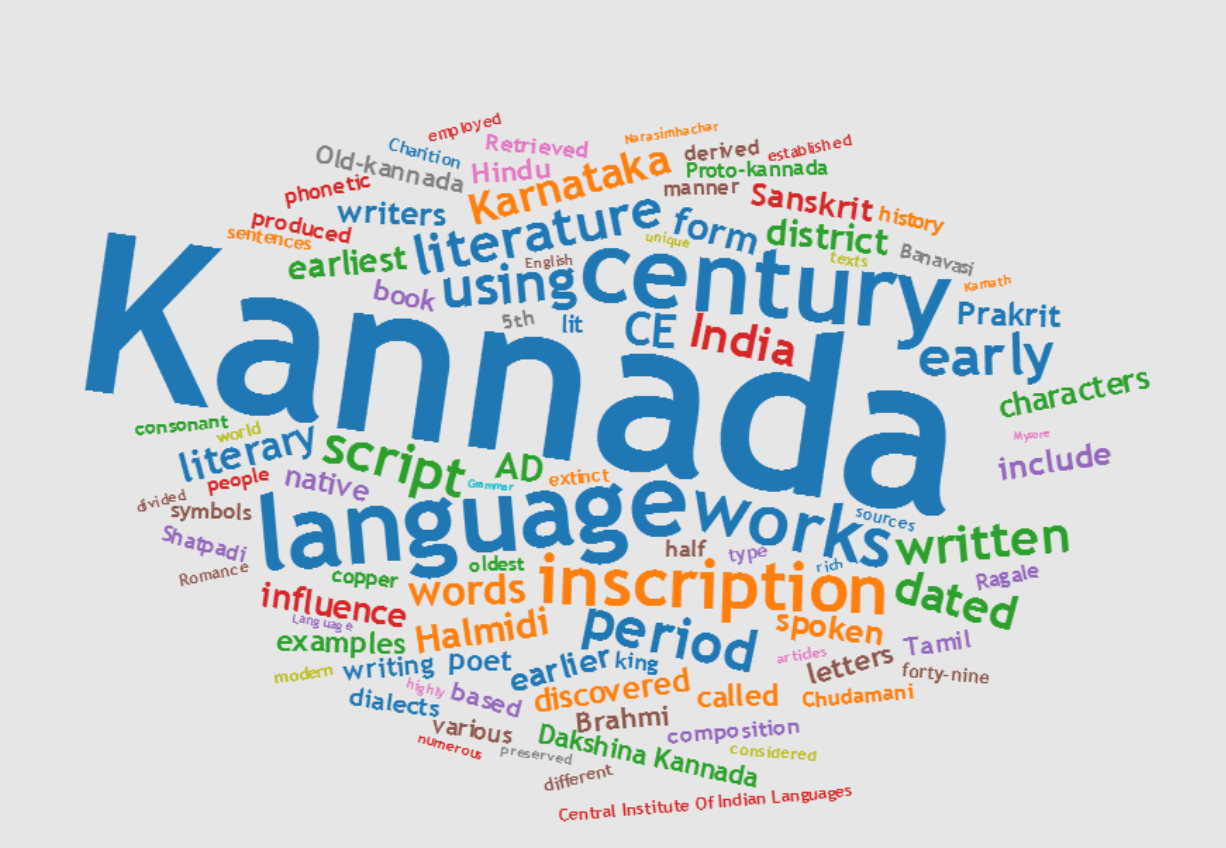 employed
Narasimhachar
Charition
Retrieved
derived
established
Old-kannada
Hindu
Karnataka
Proto-kannada
phonetic
manner
Sanskrit
history
writers
literature
form
produced
sentences
unique
district
earliest
English
texts
Banavasi
book
using
century
Kamath
5th
lit
CE
India
Prakrit
early
Kannada
characters
consonant
world
Mysore
literary
script
AD
include
people
native
Grammar
extinct
divided
symbols
language
works
sources
Shatpadi
half
type
written
Romance
copper
oldest
rich
Ragale
influence
words
inscription
dated
Language
examples
Halmidi
period
spoken
Tamil
articles
letters
modern
writing
poet
earlier
king
forty-nine
highly
based
discovered
called
Chudamani
dialects
Brahmi
various
composition
numerous
preserved
Dakshina Kannada
considered
different
Central Institute Of Indian Languages